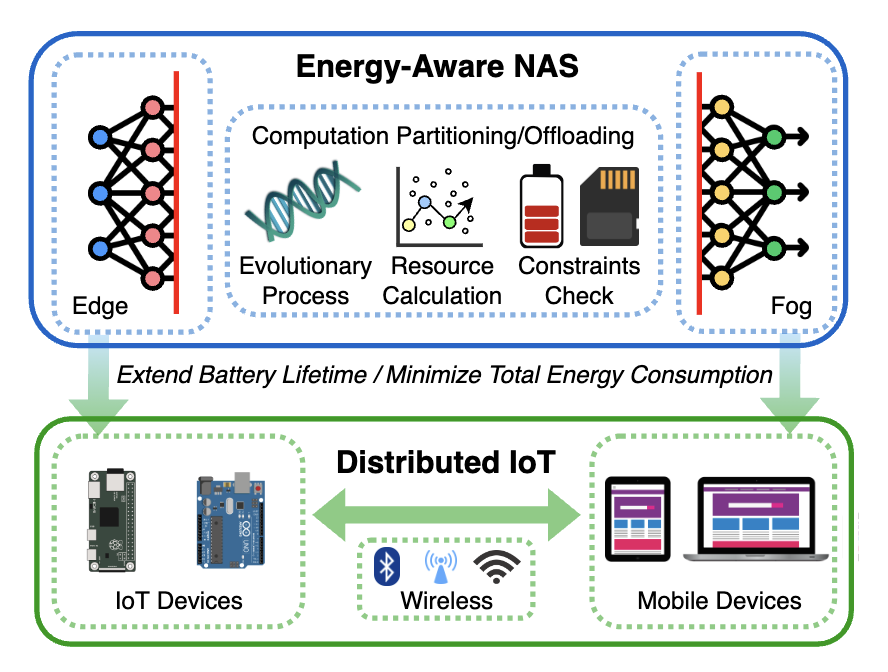 Energy-Aware NAS
Computation Partitioning/Offloading
Evolutionary
Process
Resource
Calculation
Constraints
Check
Edge
Fog
Extend Battery Lifetime / Minimize Total Energy Consumption
Distributed IoT
IoT Devices
Wireless
Mobile Devices